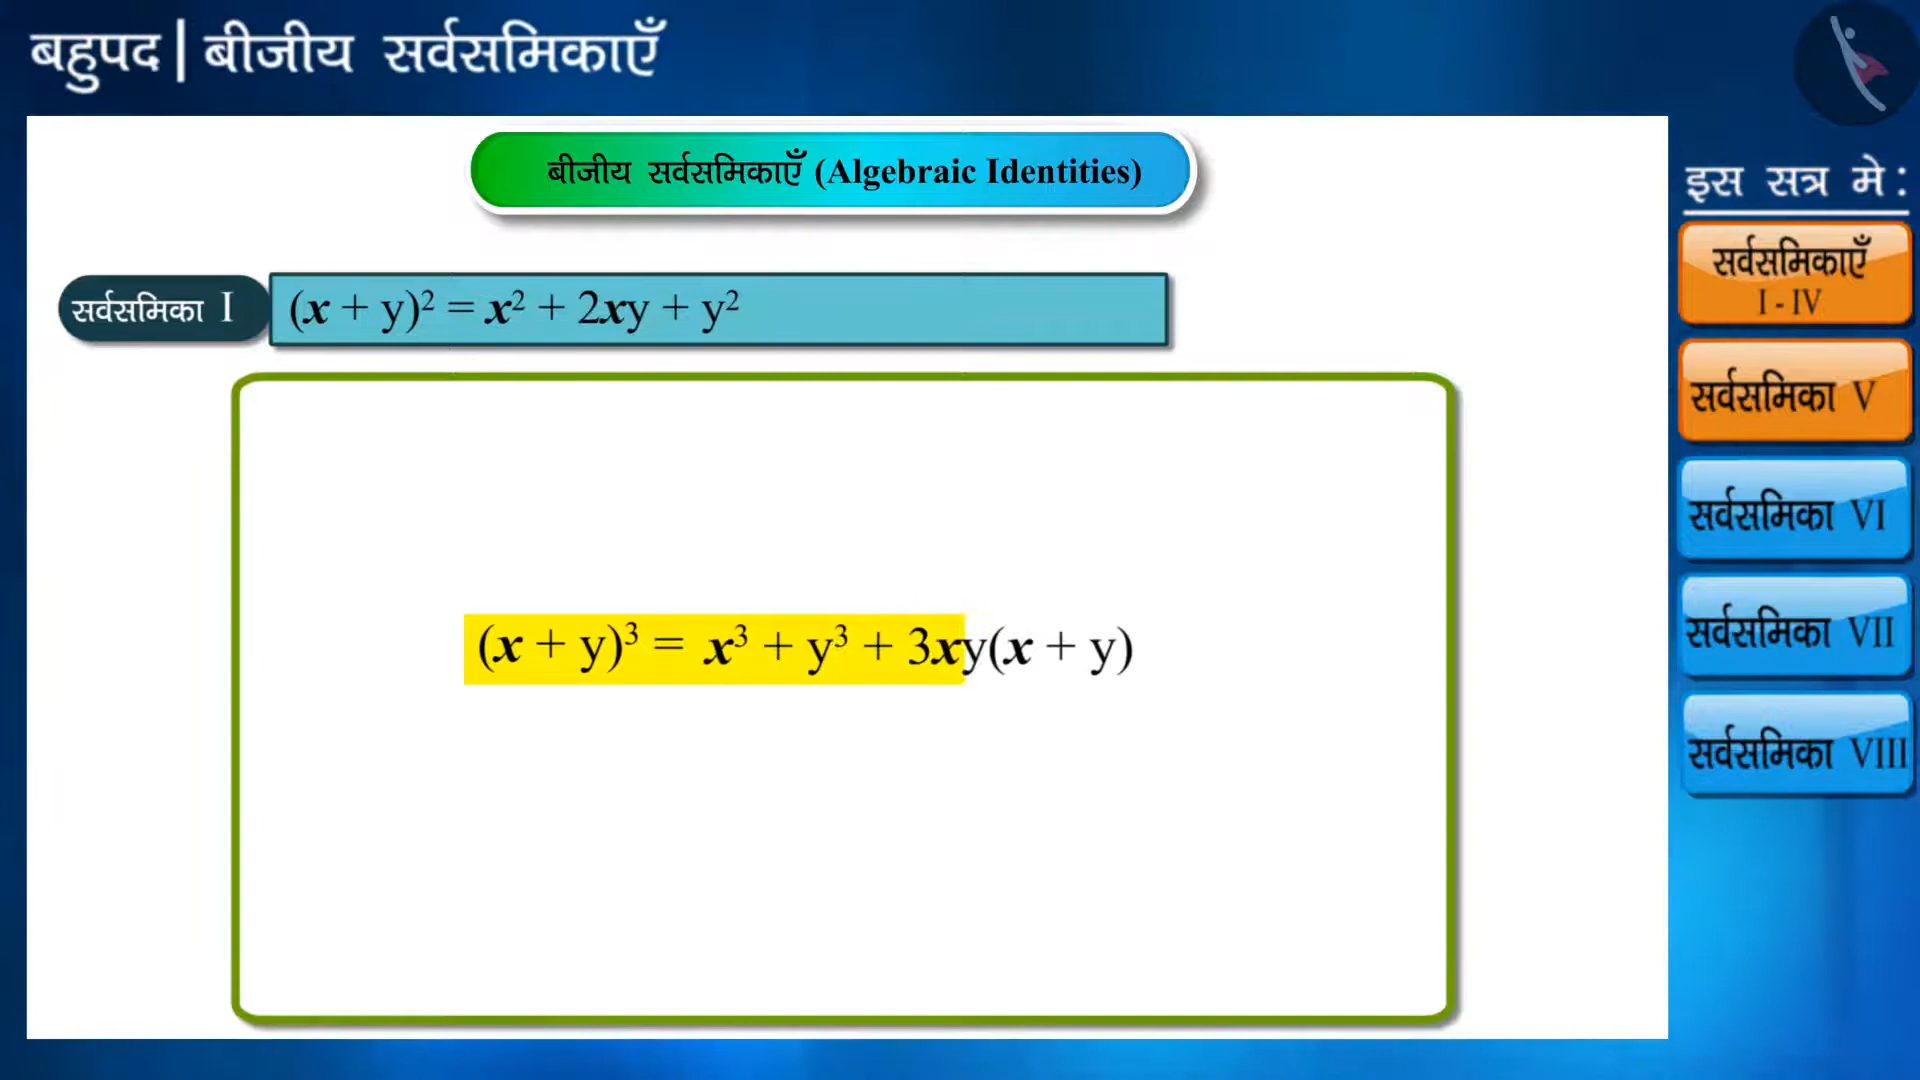 बहुपद | बीजीय सर्वसमिकाएँ
बीजीय सर्वसमिकाएँ (Algebraic Identities)
सर्वसमिका I (x + y)² = x² + 2xy + y²
(x + y)³ = x³ + y³ + 3xy(x + y)
इस सत्र मे :
सर्वसमिकाएँ
I - IV
सर्वसमिका V
सर्वसमिका VI
सर्वसमिका VII
सर्वसमिका VIII